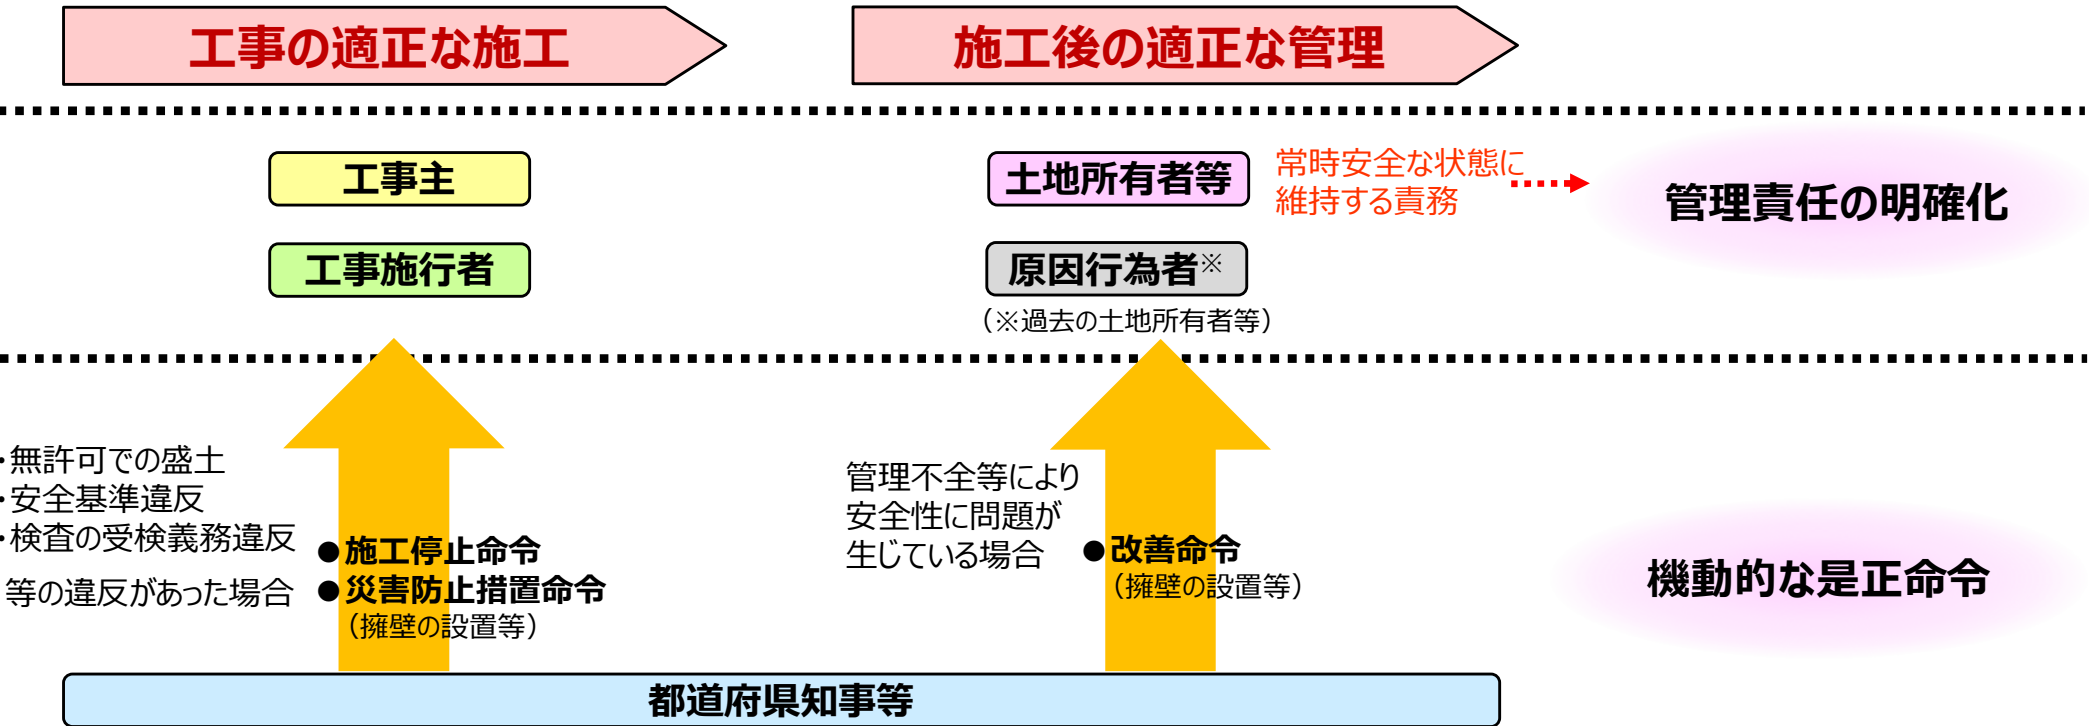 工事の適正な施工
施工後の適正な管理
工事主
土地所有者等
常時安全な状態に
維持する責務
管理責任の明確化
工事施行者
原因行為者※
（※過去の土地所有者等）
・無許可での盛土
・安全基準違反
・検査の受検義務違反
等の違反があった場合
●施工停止命令
●災害防止措置命令
（擁壁の設置等）
管理不全等により
安全性に問題が
生じている場合
●改善命令
（擁壁の設置等）
機動的な是正命令
都道府県知事等